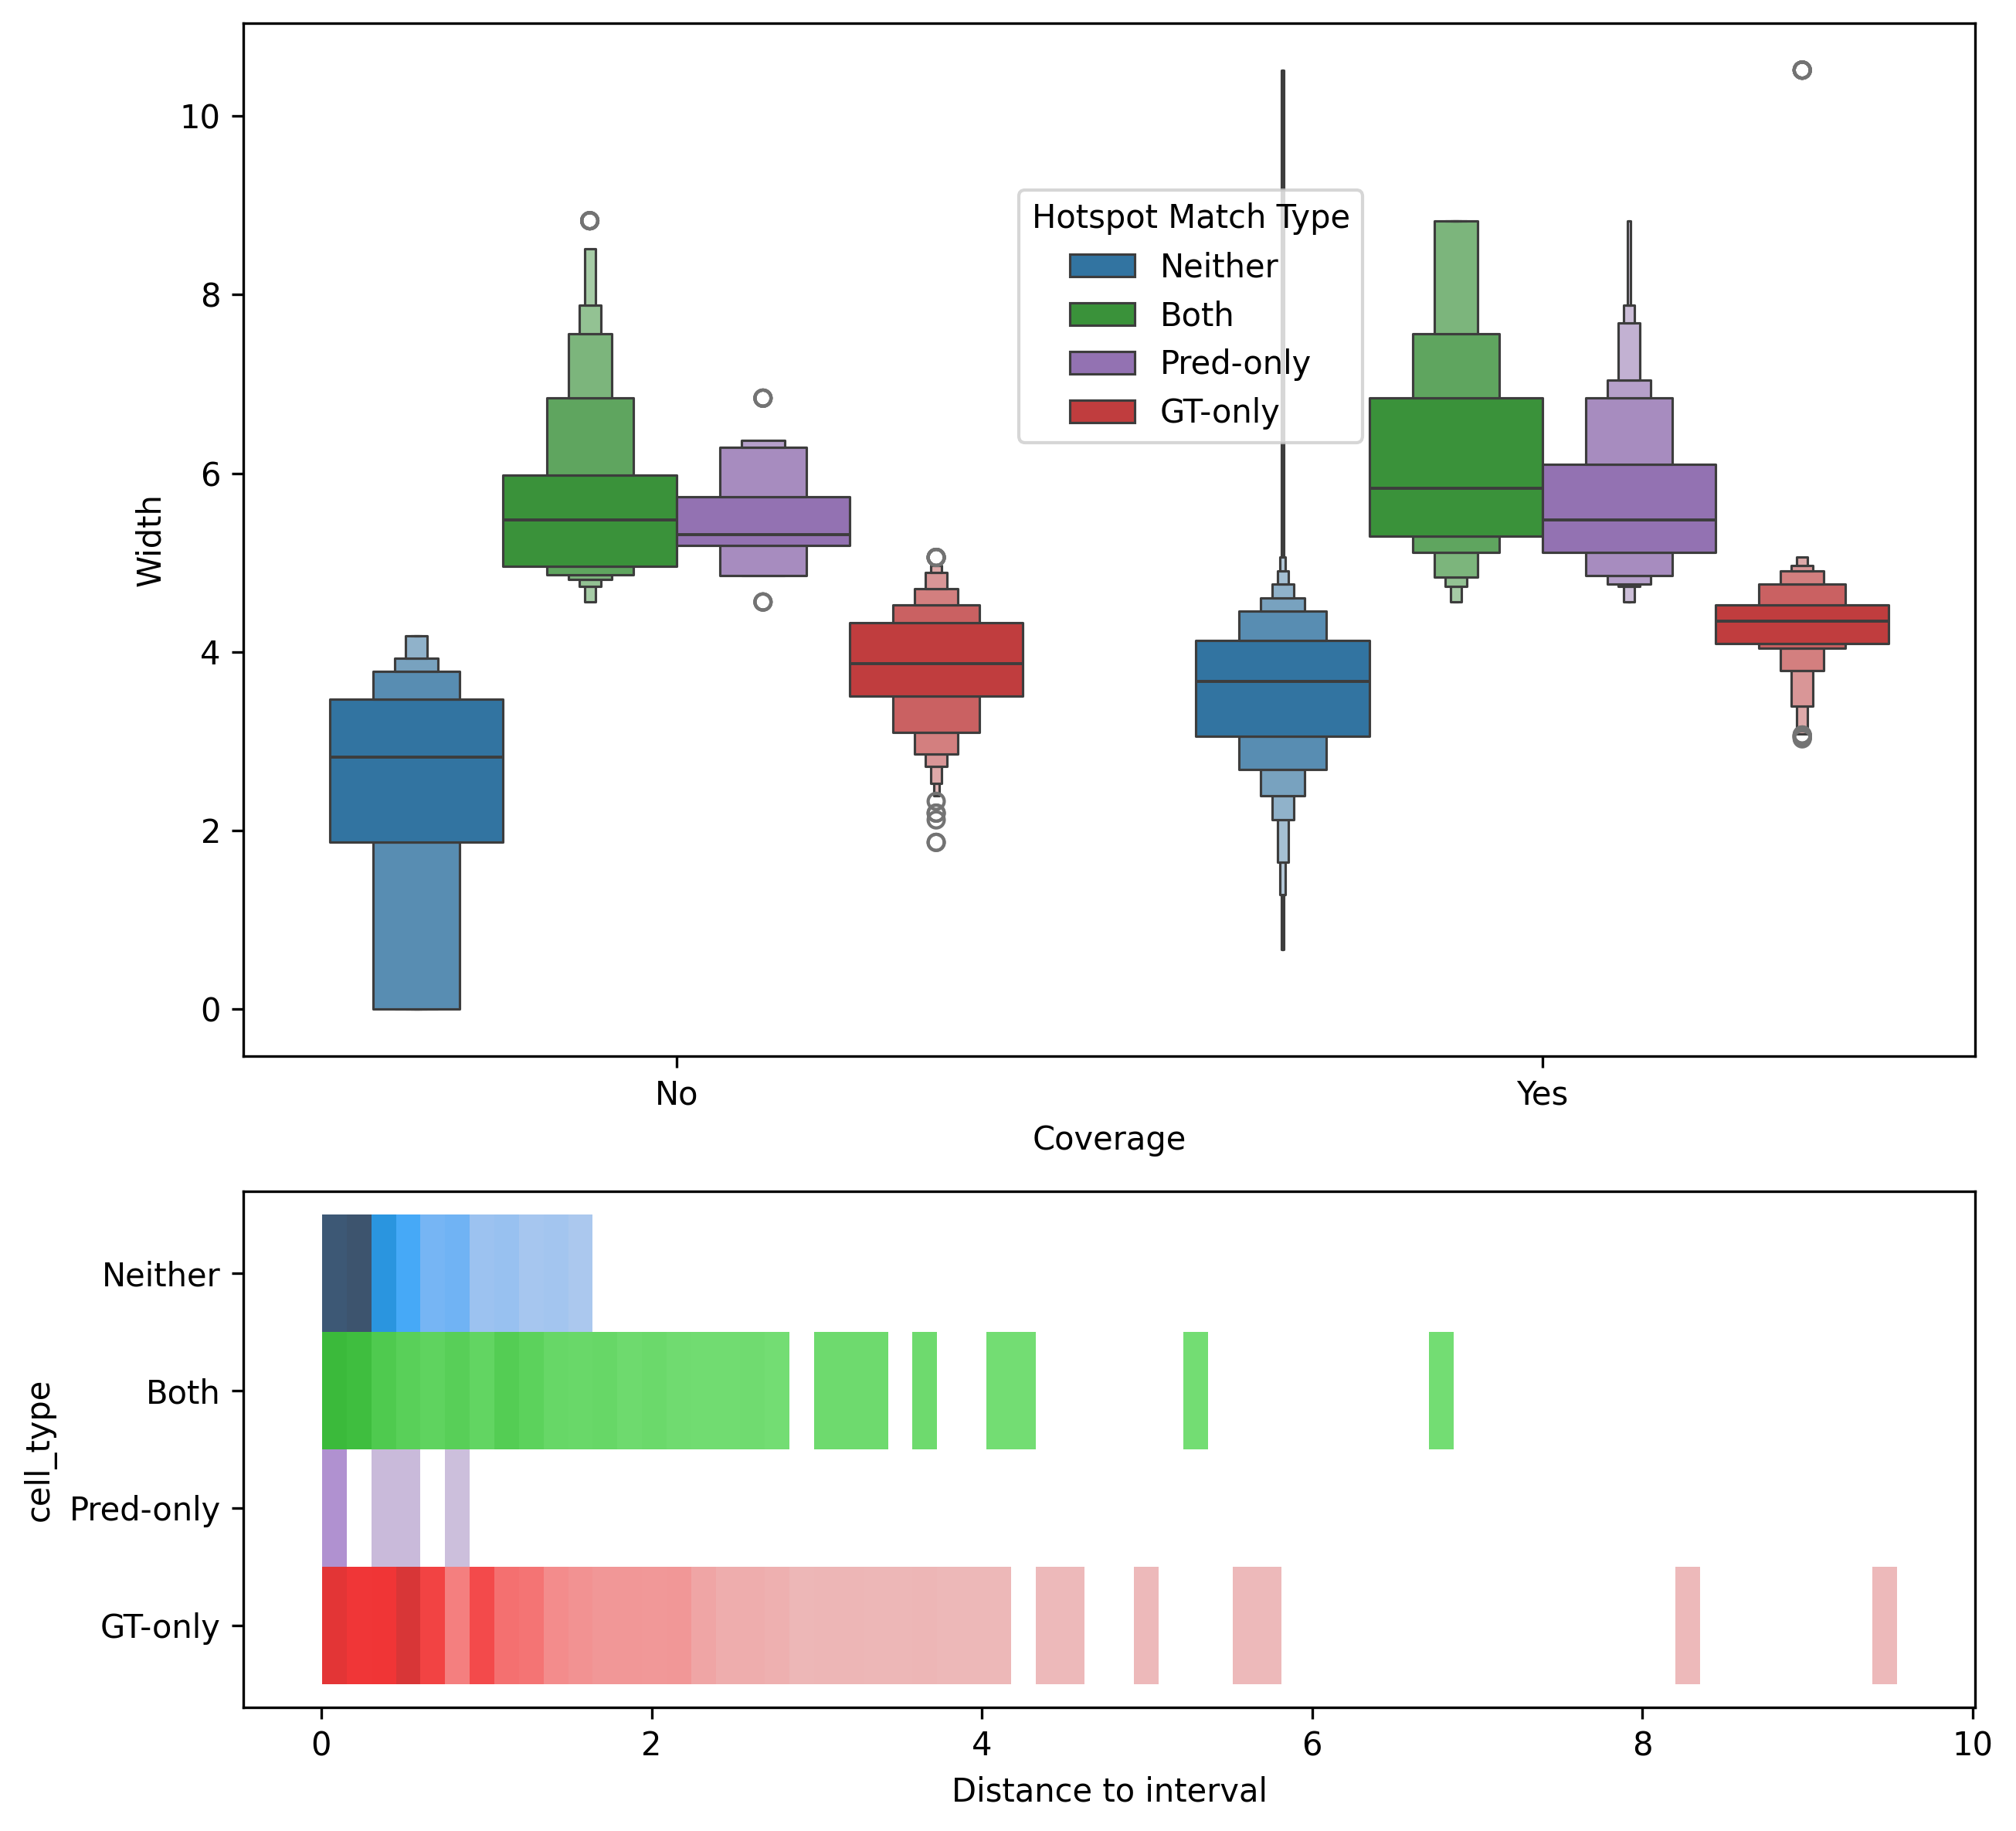 10
8
6
4
2
0
Width
Hotspot Match Type
Neither
Both
Pred-only
GT-only
No
Yes
Coverage
Neither
Both
Pred-only
GT-only
cell_type
0
2
4
6
8
10
Distance to interval